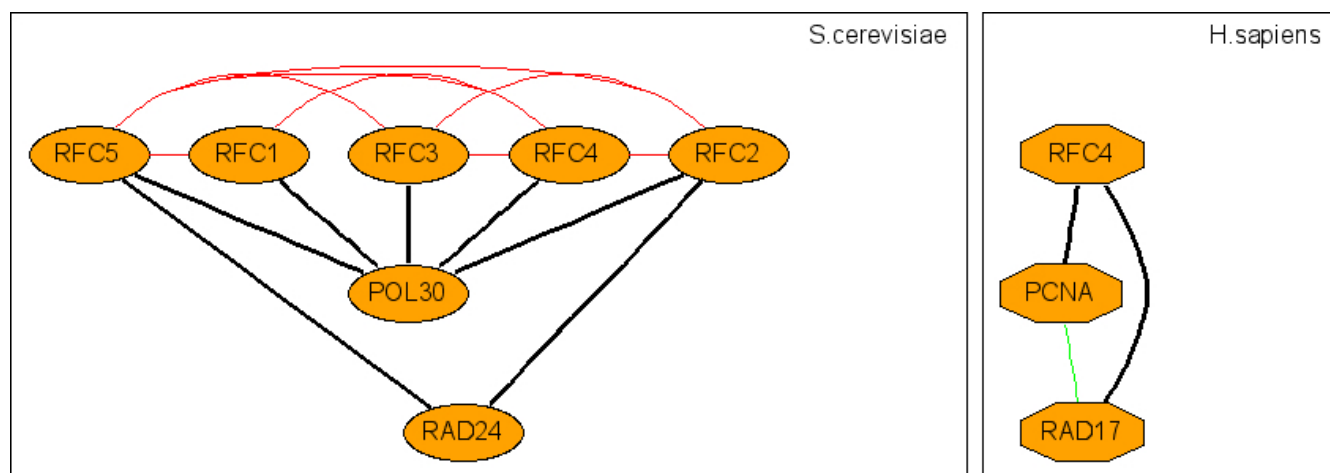 S.cerevisiae
RFC5 RFC1 RFC3 RFC4 RFC2
POL30
RAD24
H.sapiens
RFC4
PCNA
RAD17